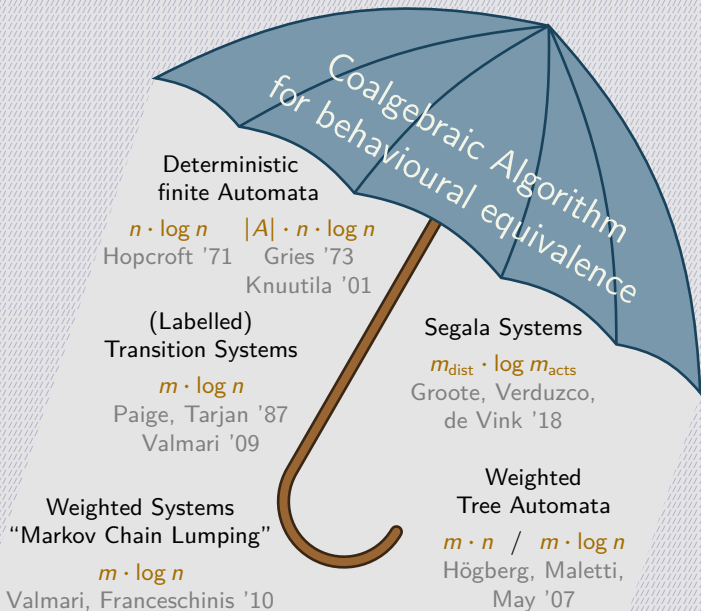 Coalgebraic Algorithm
for behavioural equivalence
Deterministic
finite Automata
n · log n |A| · n · log n
Hopcroft '71 Gries '73
Knuutila '01
(Labelled)
Transition Systems
m · log n
Paige, Tarjan '87
Valmari '09
Weighted Systems
“Markov Chain Lumping”
m · log n
Valmari, Franceschinis '10
Segala Systems
m_dist · log m_acts
Groote, Verduzco,
de Vink '18
Weighted
Tree Automata
m · n / m · log n
Högberg, Maletti,
May '07